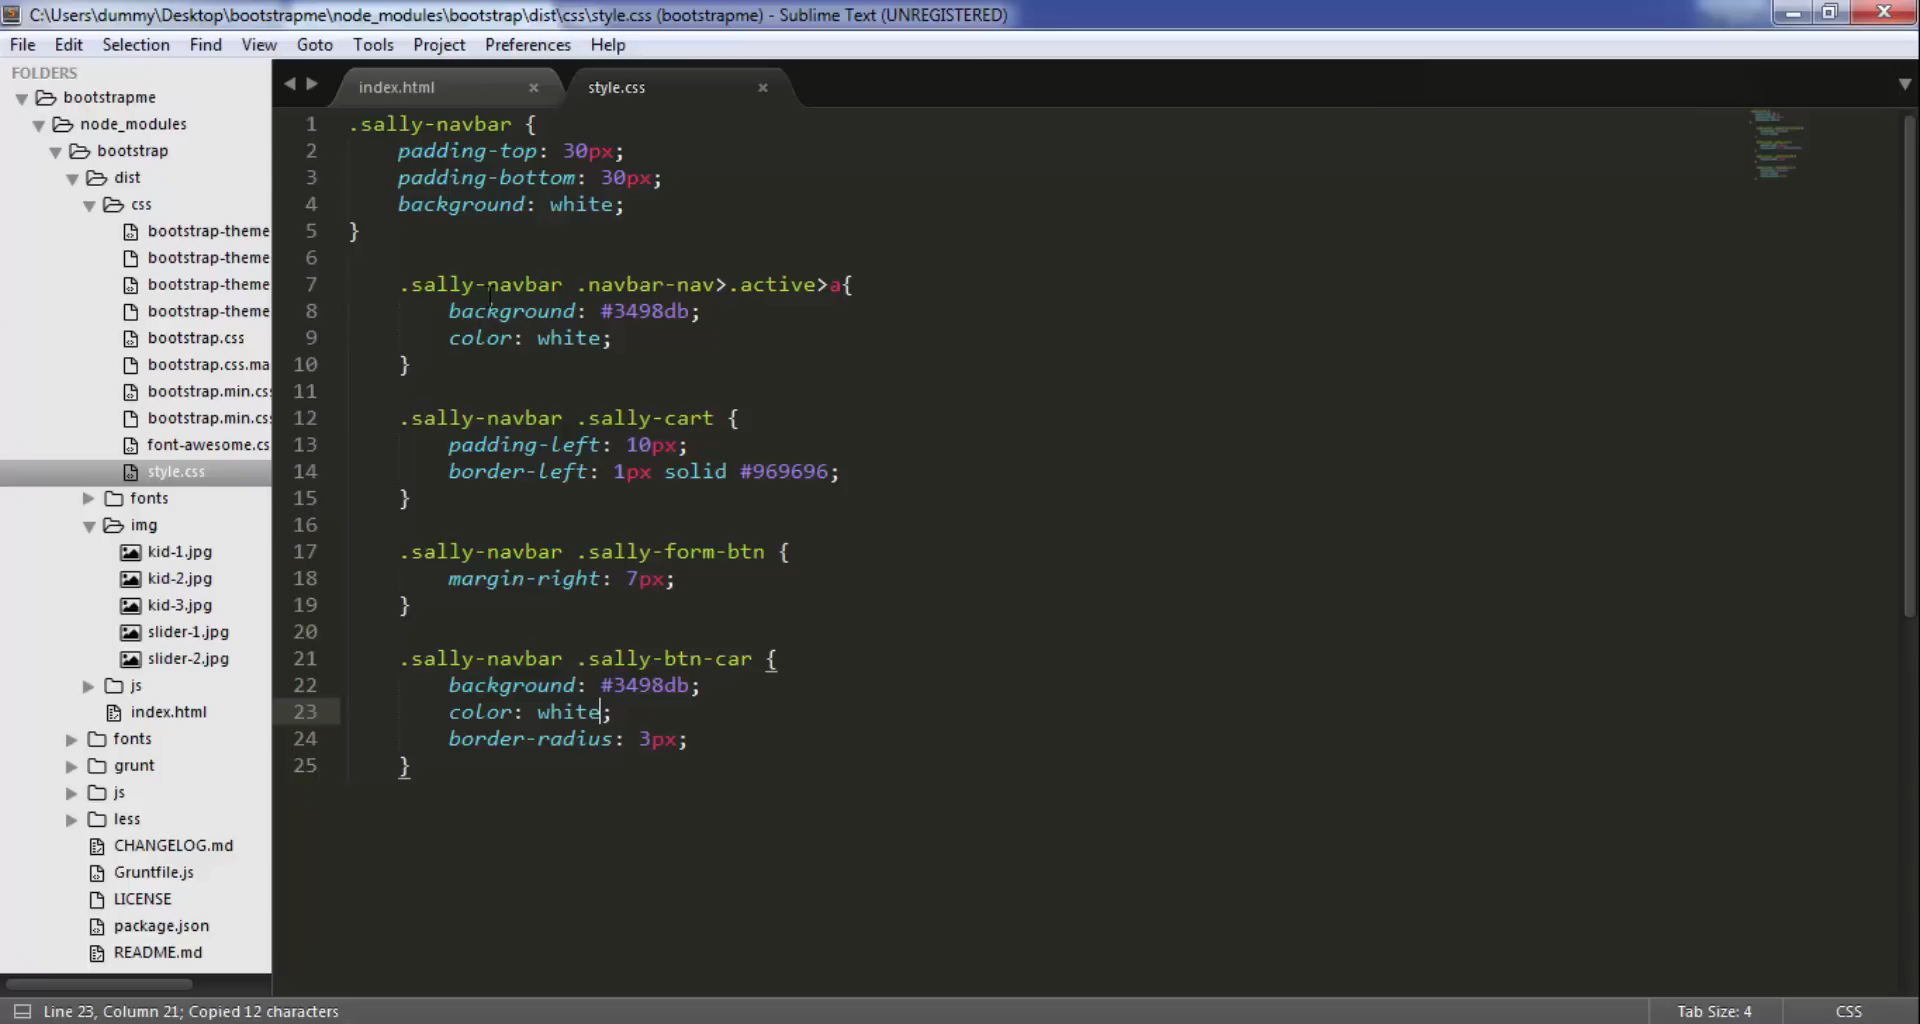 C:\Users\dummy\Desktop\bootstrapme\node_modules\bootstrap\dist\css\style.css (bootstrapme) - Sublime Text (UNREGISTERED)
File Edit Selection Find View Goto Tools Project Preferences Help
FOLDERS
bootstrapme
node_modules
bootstrap
dist
css
bootstrap-theme
bootstrap-theme
bootstrap-theme
bootstrap-theme
bootstrap.css
bootstrap.css.ma
bootstrap.min.cs
bootstrap.min.cs
font-awesome.cs
style.css
fonts
img
kid-1.jpg
kid-2.jpg
kid-3.jpg
slider-1.jpg
slider-2.jpg
js
index.html
fonts
grunt
js
less
CHANGELOG.md
Gruntfile.js
LICENSE
package.json
README.md
index.html style.css
1 .sally-navbar {
2 padding-top: 30px;
3 padding-bottom: 30px;
4 background: white;
5 }
6
7 .sally-navbar .navbar-nav>.active>a{
8 background: #3498db;
9 color: white;
10 }
11
12 .sally-navbar .sally-cart {
13 padding-left: 10px;
14 border-left: 1px solid #969696;
15 }
16
17 .sally-navbar .sally-form-btn {
18 margin-right: 7px;
19 }
20
21 .sally-navbar .sally-btn-car {
22 background: #3498db;
23 color: white;
24 border-radius: 3px;
25 }
Line 23, Column 21; Copied 12 characters Tab Size: 4 CSS